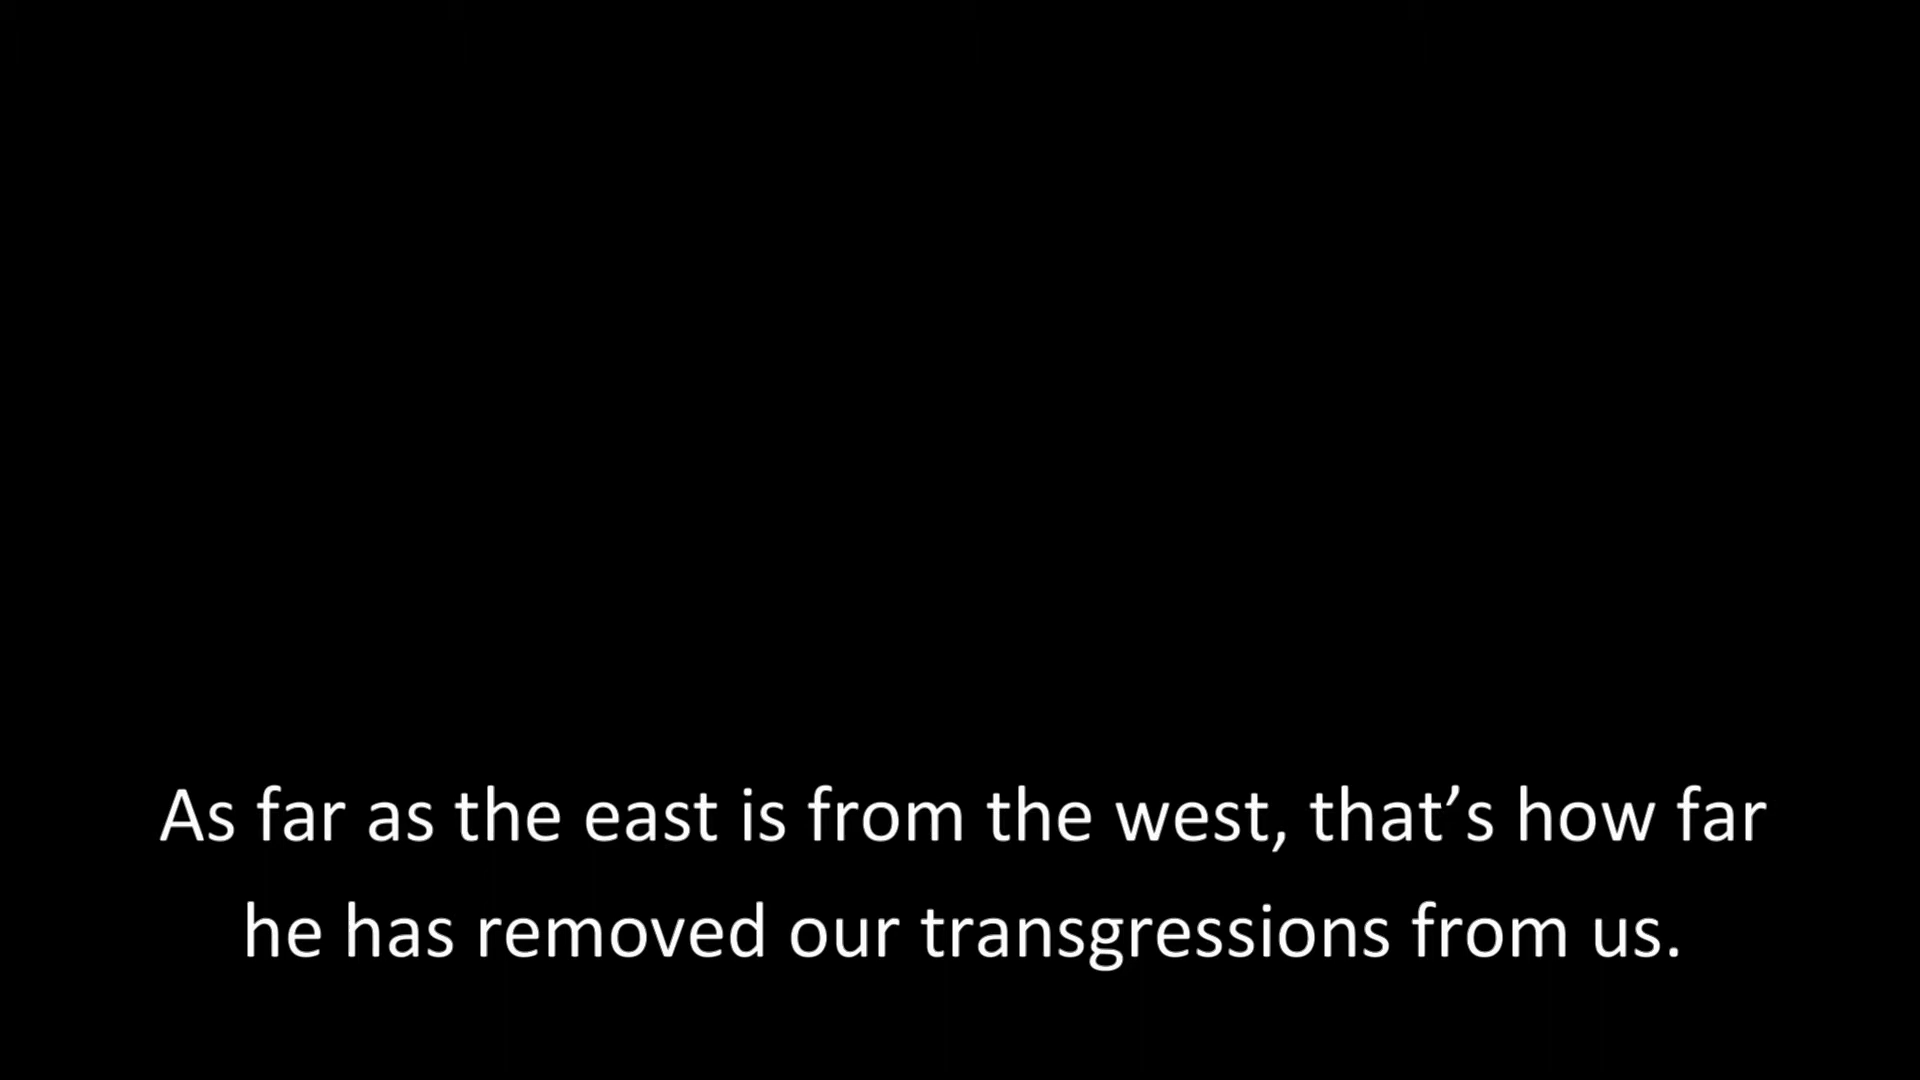 As far as the east is from the west, that’s how far
he has removed our transgressions from us.